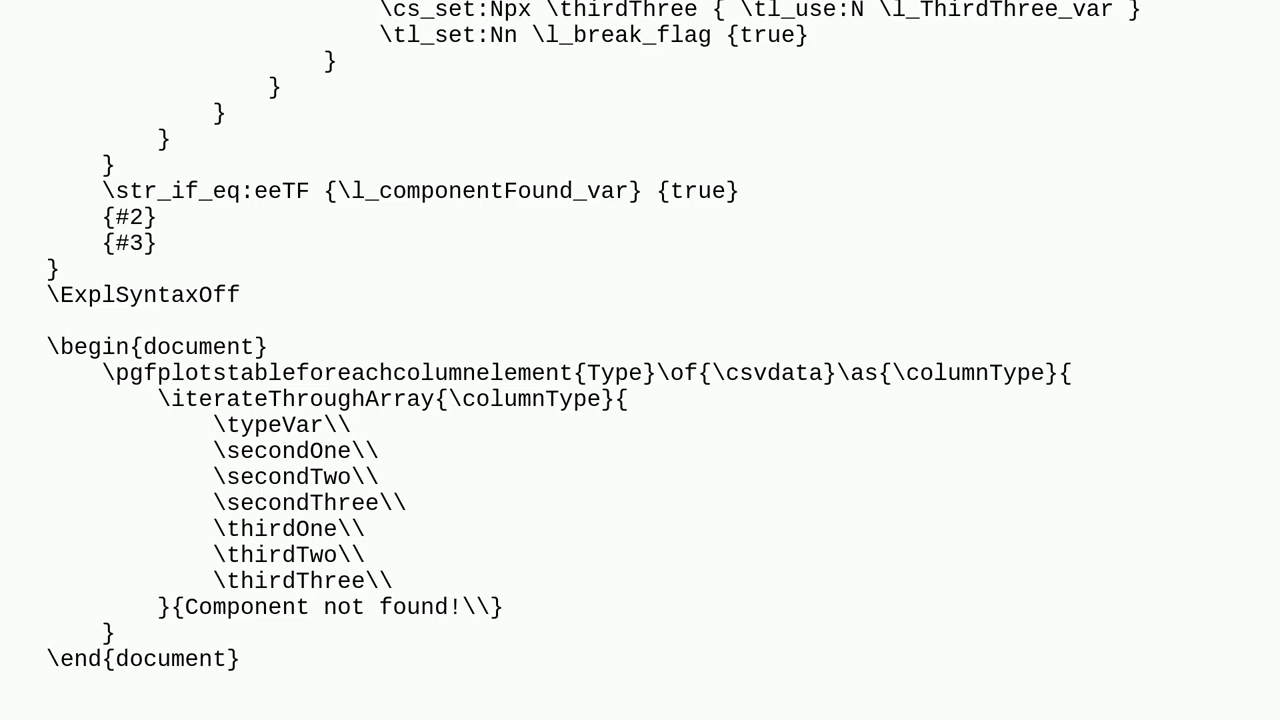 \cs_set:Npx \thirdThree { \tl_use:N \l_ThirdThree_var }
\tl_set:Nn \l_break_flag {true}
}
}
}
}
}
\str_if_eq:eeTF {\l_componentFound_var} {true}
{#2}
{#3}
}
\ExplSyntaxOff
\begin{document}
\pgfplotstableforeachcolumnelement{Type}\of{\csvdata}\as{\columnType}{
\iterateThroughArray{\columnType}{
\typeVar\\
\secondOne\\
\secondTwo\\
\secondThree\\
\thirdOne\\
\thirdTwo\\
\thirdThree\\
}{Component not found!\\}
}
\end{document}